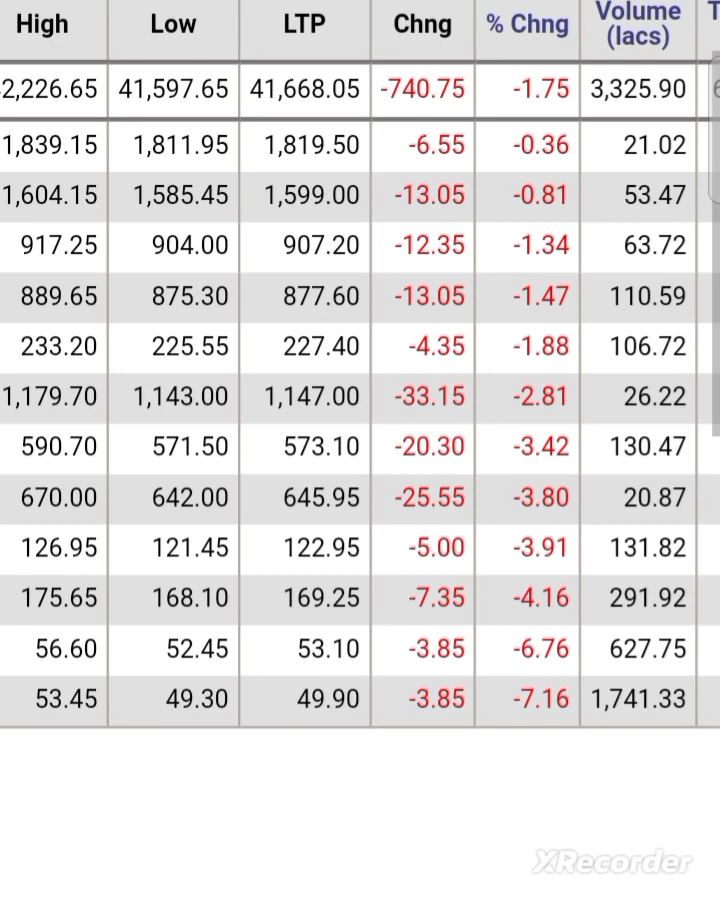 High Low LTP Chng % Chng Volume (lacs) T
2,226.65 41,597.65 41,668.05 -740.75 -1.75 3,325.90
1,839.15 1,811.95 1,819.50 -6.55 -0.36 21.02
1,604.15 1,585.45 1,599.00 -13.05 -0.81 53.47
917.25 904.00 907.20 -12.35 -1.34 63.72
889.65 875.30 877.60 -13.05 -1.47 110.59
233.20 225.55 227.40 -4.35 -1.88 106.72
1,179.70 1,143.00 1,147.00 -33.15 -2.81 26.22
590.70 571.50 573.10 -20.30 -3.42 130.47
670.00 642.00 645.95 -25.55 -3.80 20.87
126.95 121.45 122.95 -5.00 -3.91 131.82
175.65 168.10 169.25 -7.35 -4.16 291.92
56.60 52.45 53.10 -3.85 -6.76 627.75
53.45 49.30 49.90 -3.85 -7.16 1,741.33
XRecorder